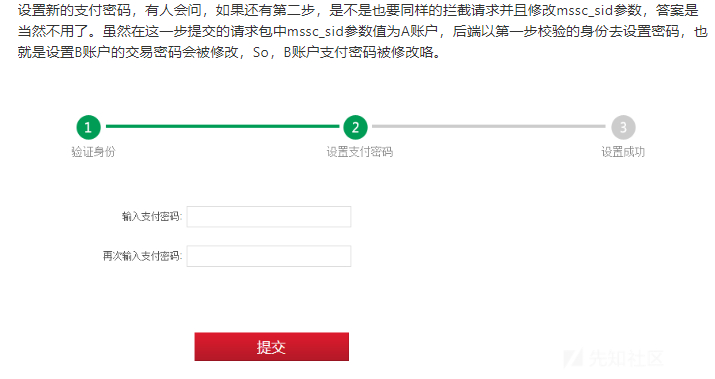 设置新的支付密码，有人会问，如果还有第二步，是不是也要同样的拦截请求并且修改mssc_sid参数，答案是
当然不用了。虽然在这一步提交的请求包中mssc_sid参数值为A账户，后端以第一步校验的身份去设置密码，也
就是设置B账户的交易密码会被修改，So，B账户支付密码被修改咯。
1 2 3
验证身份 设置支付密码 设置成功
输入支付密码:
再次输入支付密码:
提交
先知社区